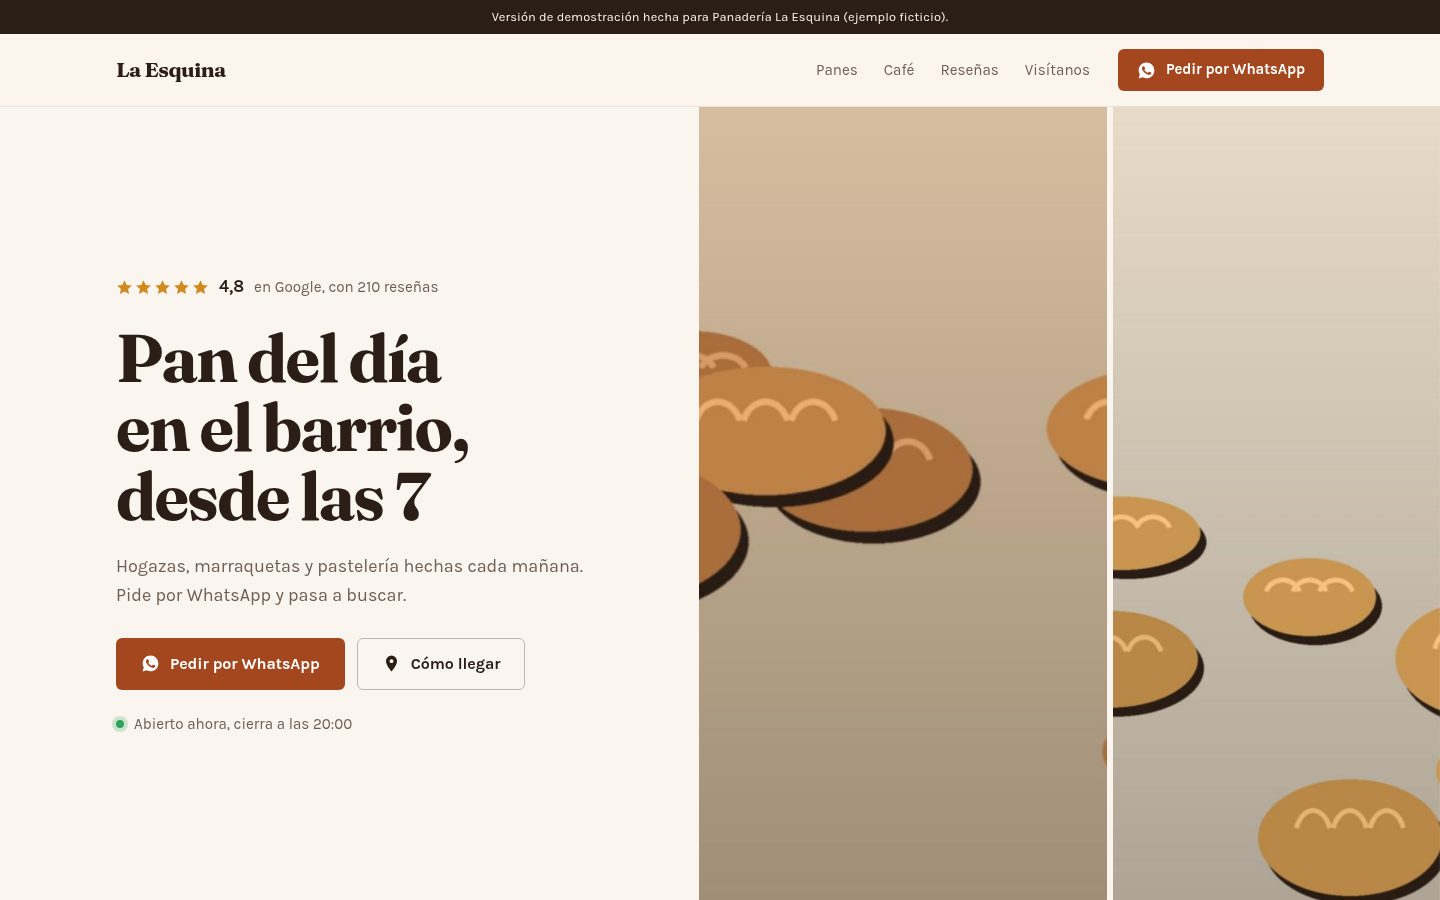 Versión de demostración hecha para Panadería La Esquina (ejemplo ficticio).
La Esquina
Panes
Café
Reseñas
Visítanos
Pedir por WhatsApp
4,8 en Google, con 210 reseñas
Pan del día
en el barrio,
desde las 7
Hogazas, marraquetas y pastelería hechas cada mañana.
Pide por WhatsApp y pasa a buscar.
Pedir por WhatsApp
Cómo llegar
Abierto ahora, cierra a las 20:00